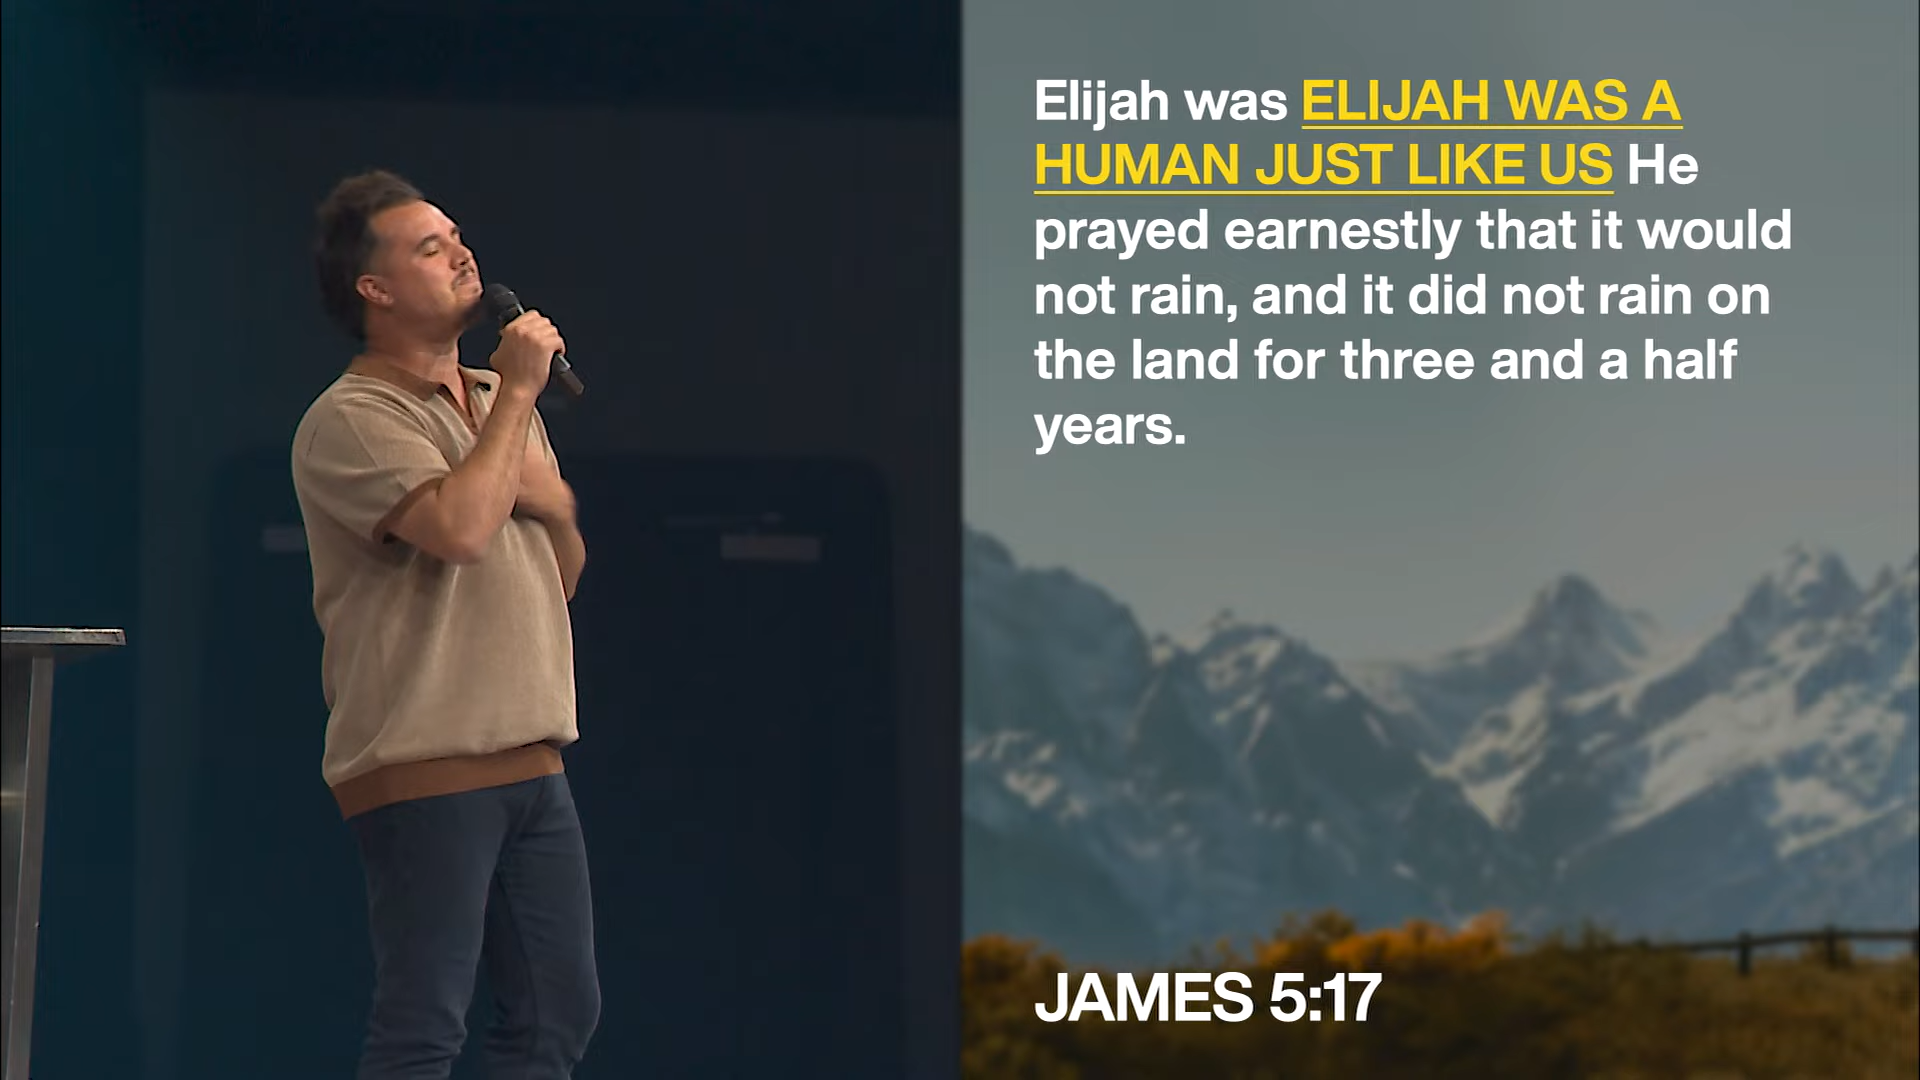 Elijah was ELIJAH WAS A
HUMAN JUST LIKE US He
prayed earnestly that it would
not rain, and it did not rain on
the land for three and a half
years.
JAMES 5:17